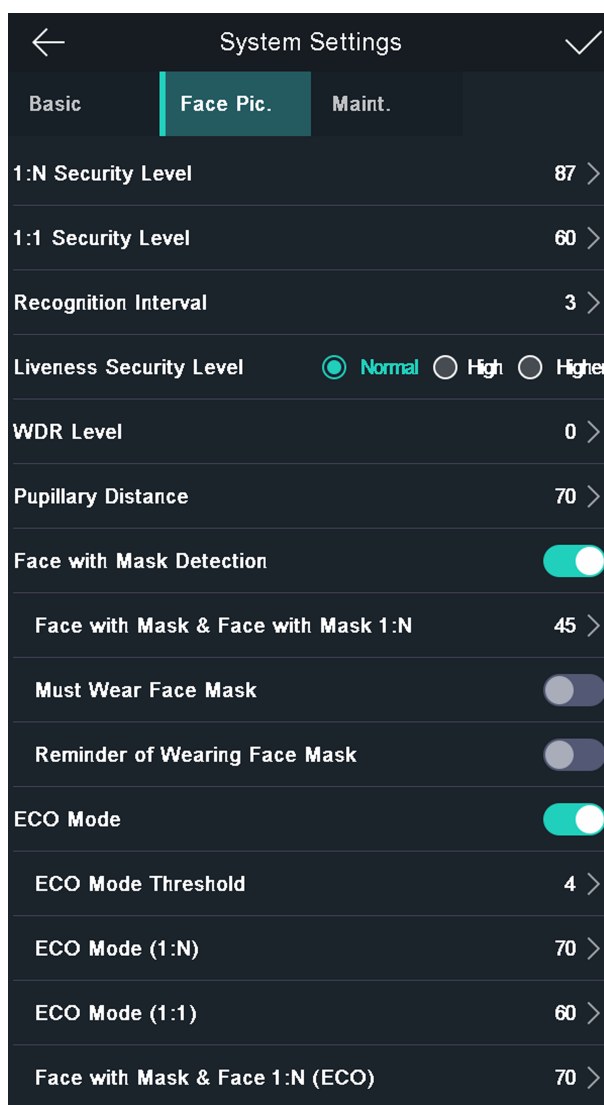 System Settings
Basic Face Pic. Maint.
1:N Security Level 87
1:1 Security Level 60
Recognition Interval 3
Liveness Security Level Normal High Higher
WDR Level 0
Pupillary Distance 70
Face with Mask Detection
Face with Mask & Face with Mask 1:N 45
Must Wear Face Mask
Reminder of Wearing Face Mask
ECO Mode
ECO Mode Threshold 4
ECO Mode (1:N) 70
ECO Mode (1:1) 60
Face with Mask & Face 1:N (ECO) 70